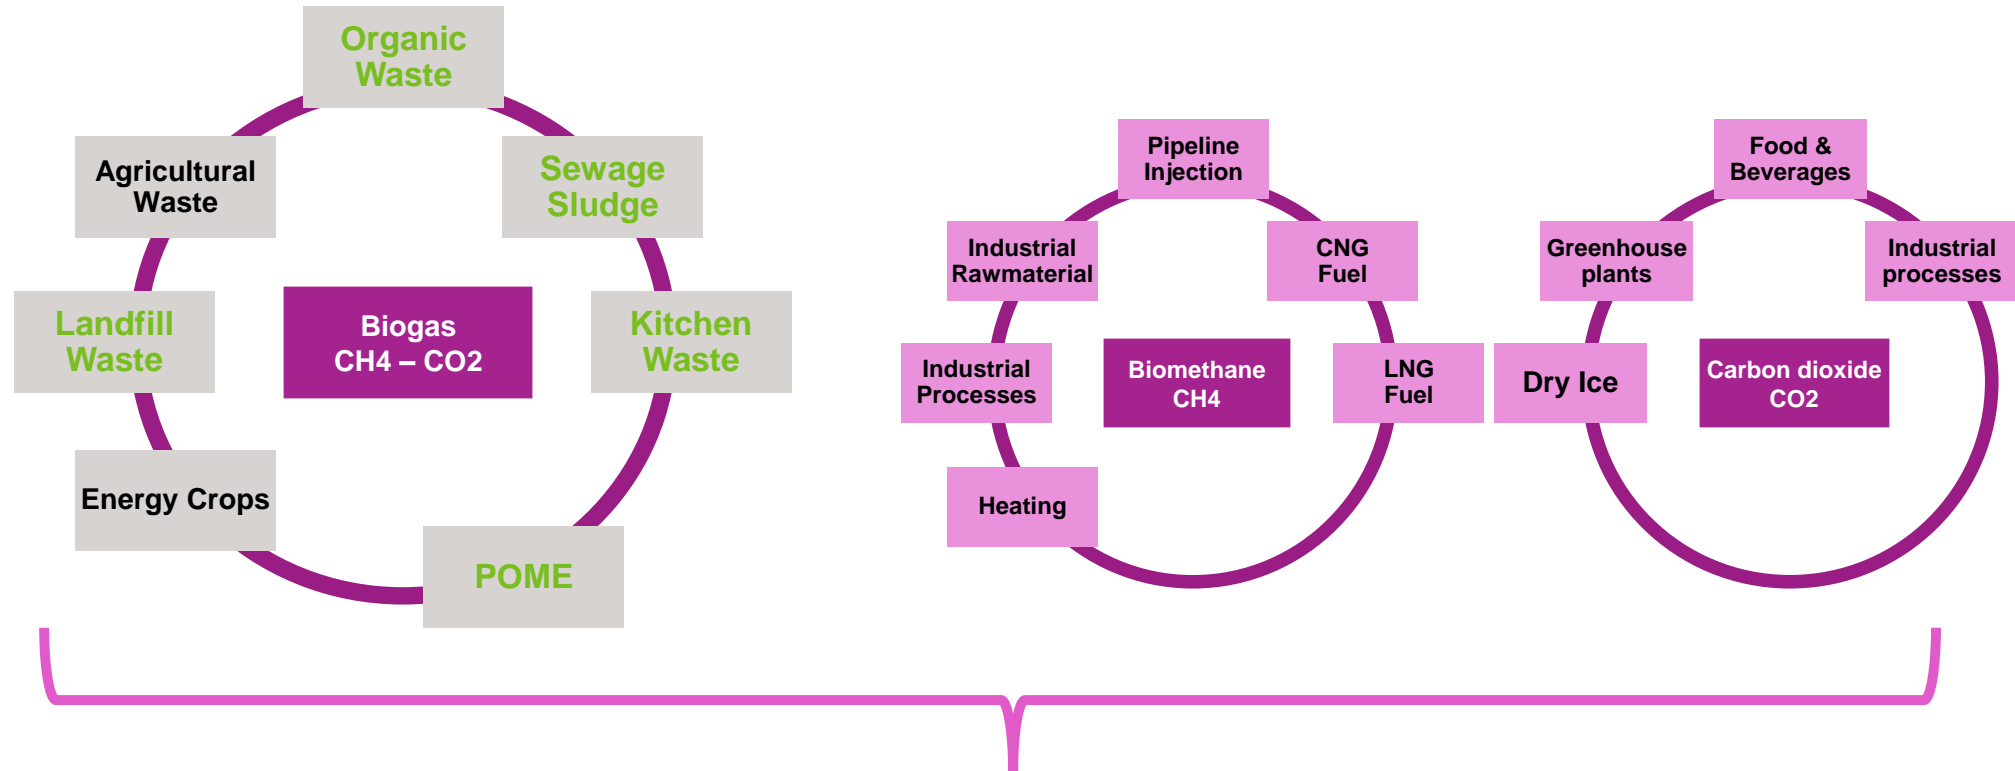 Organic
Waste
Agricultural
Waste
Sewage
Sludge
Landfill
Waste
Biogas
CH4 – CO2
Kitchen
Waste
Energy Crops
POME
Pipeline
Injection
Industrial
Rawmaterial
CNG
Fuel
Industrial
Processes
Biomethane
CH4
LNG
Fuel
Heating
Food &
Beverages
Greenhouse
plants
Industrial
processes
Dry Ice
Carbon dioxide
CO2